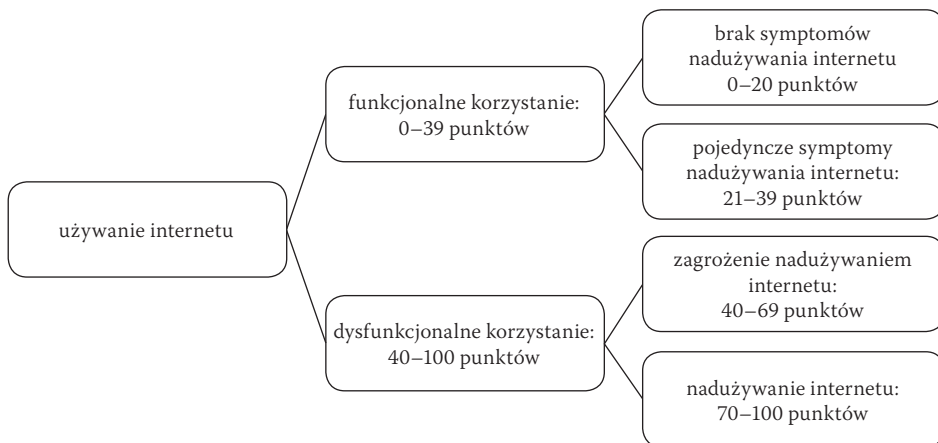 używanie internetu
funkcjonalne korzystanie:
0–39 punktów
brak symptomów
nadużywania internetu
0–20 punktów
pojedyncze symptomy
nadużywania internetu:
21–39 punktów
dysfunkcjonalne korzystanie:
40–100 punktów
zagrożenie nadużywaniem
internetu:
40–69 punktów
nadużywanie internetu:
70–100 punktów